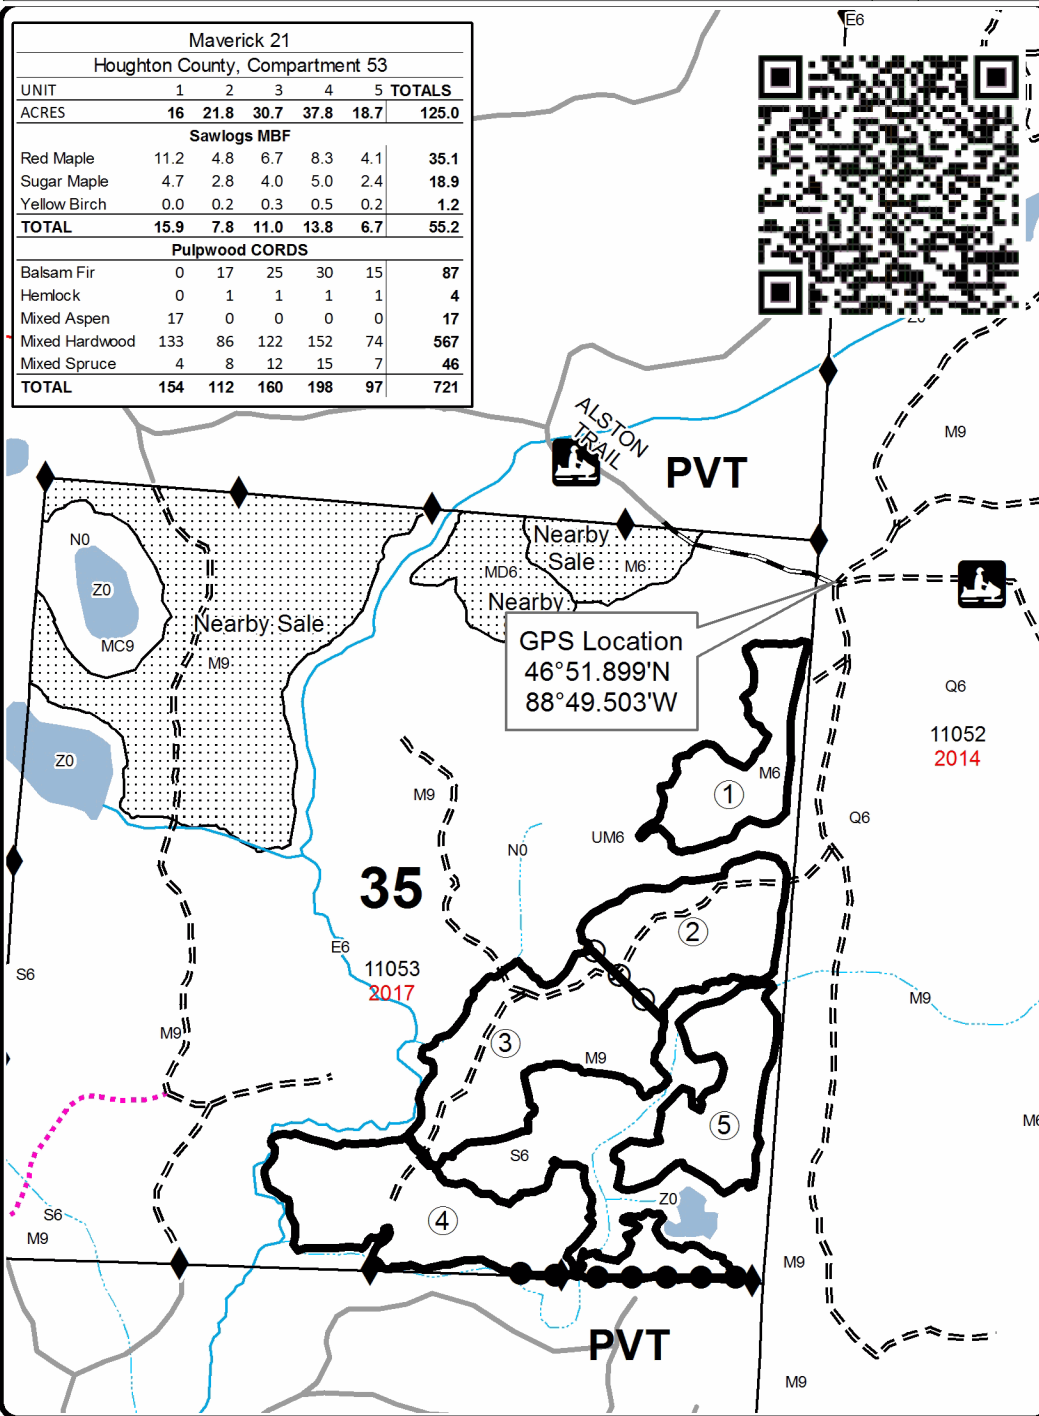 Maverick 21
Houghton County, Compartment 53
UNIT 1 2 3 4 5 TOTALS
ACRES 16 21.8 30.7 37.8 18.7 125.0
Sawlogs MBF
Red Maple 11.2 4.8 6.7 8.3 4.1 35.1
Sugar Maple 4.7 2.8 4.0 5.0 2.4 18.9
Yellow Birch 0.0 0.2 0.3 0.5 0.2 1.2
TOTAL 15.9 7.8 11.0 13.8 6.7 55.2
Pulpwood CORDS
Balsam Fir 0 17 25 30 15 87
Hemlock 0 1 1 1 1 4
Mixed Aspen 17 0 0 0 0 17
Mixed Hardwood 133 86 122 152 74 567
Mixed Spruce 4 8 12 15 7 46
TOTAL 154 112 160 198 97 721
E6
Z0
ALSTON
TRAIL
M9
PVT
N0
Z0
MC9
Nearby Sale
M9
Nearby
Sale
MD6
M6
Nearby
GPS Location
46°51.899'N
88°49.503'W
Q6
11052
2014
Z0
M9
M6
1
UM6
Q6
N0
35
2
E6
11053
2017
S6
M9
M9
3
M9
5
M6
S6
Z0
S6
M9
4
M9
PVT
M9